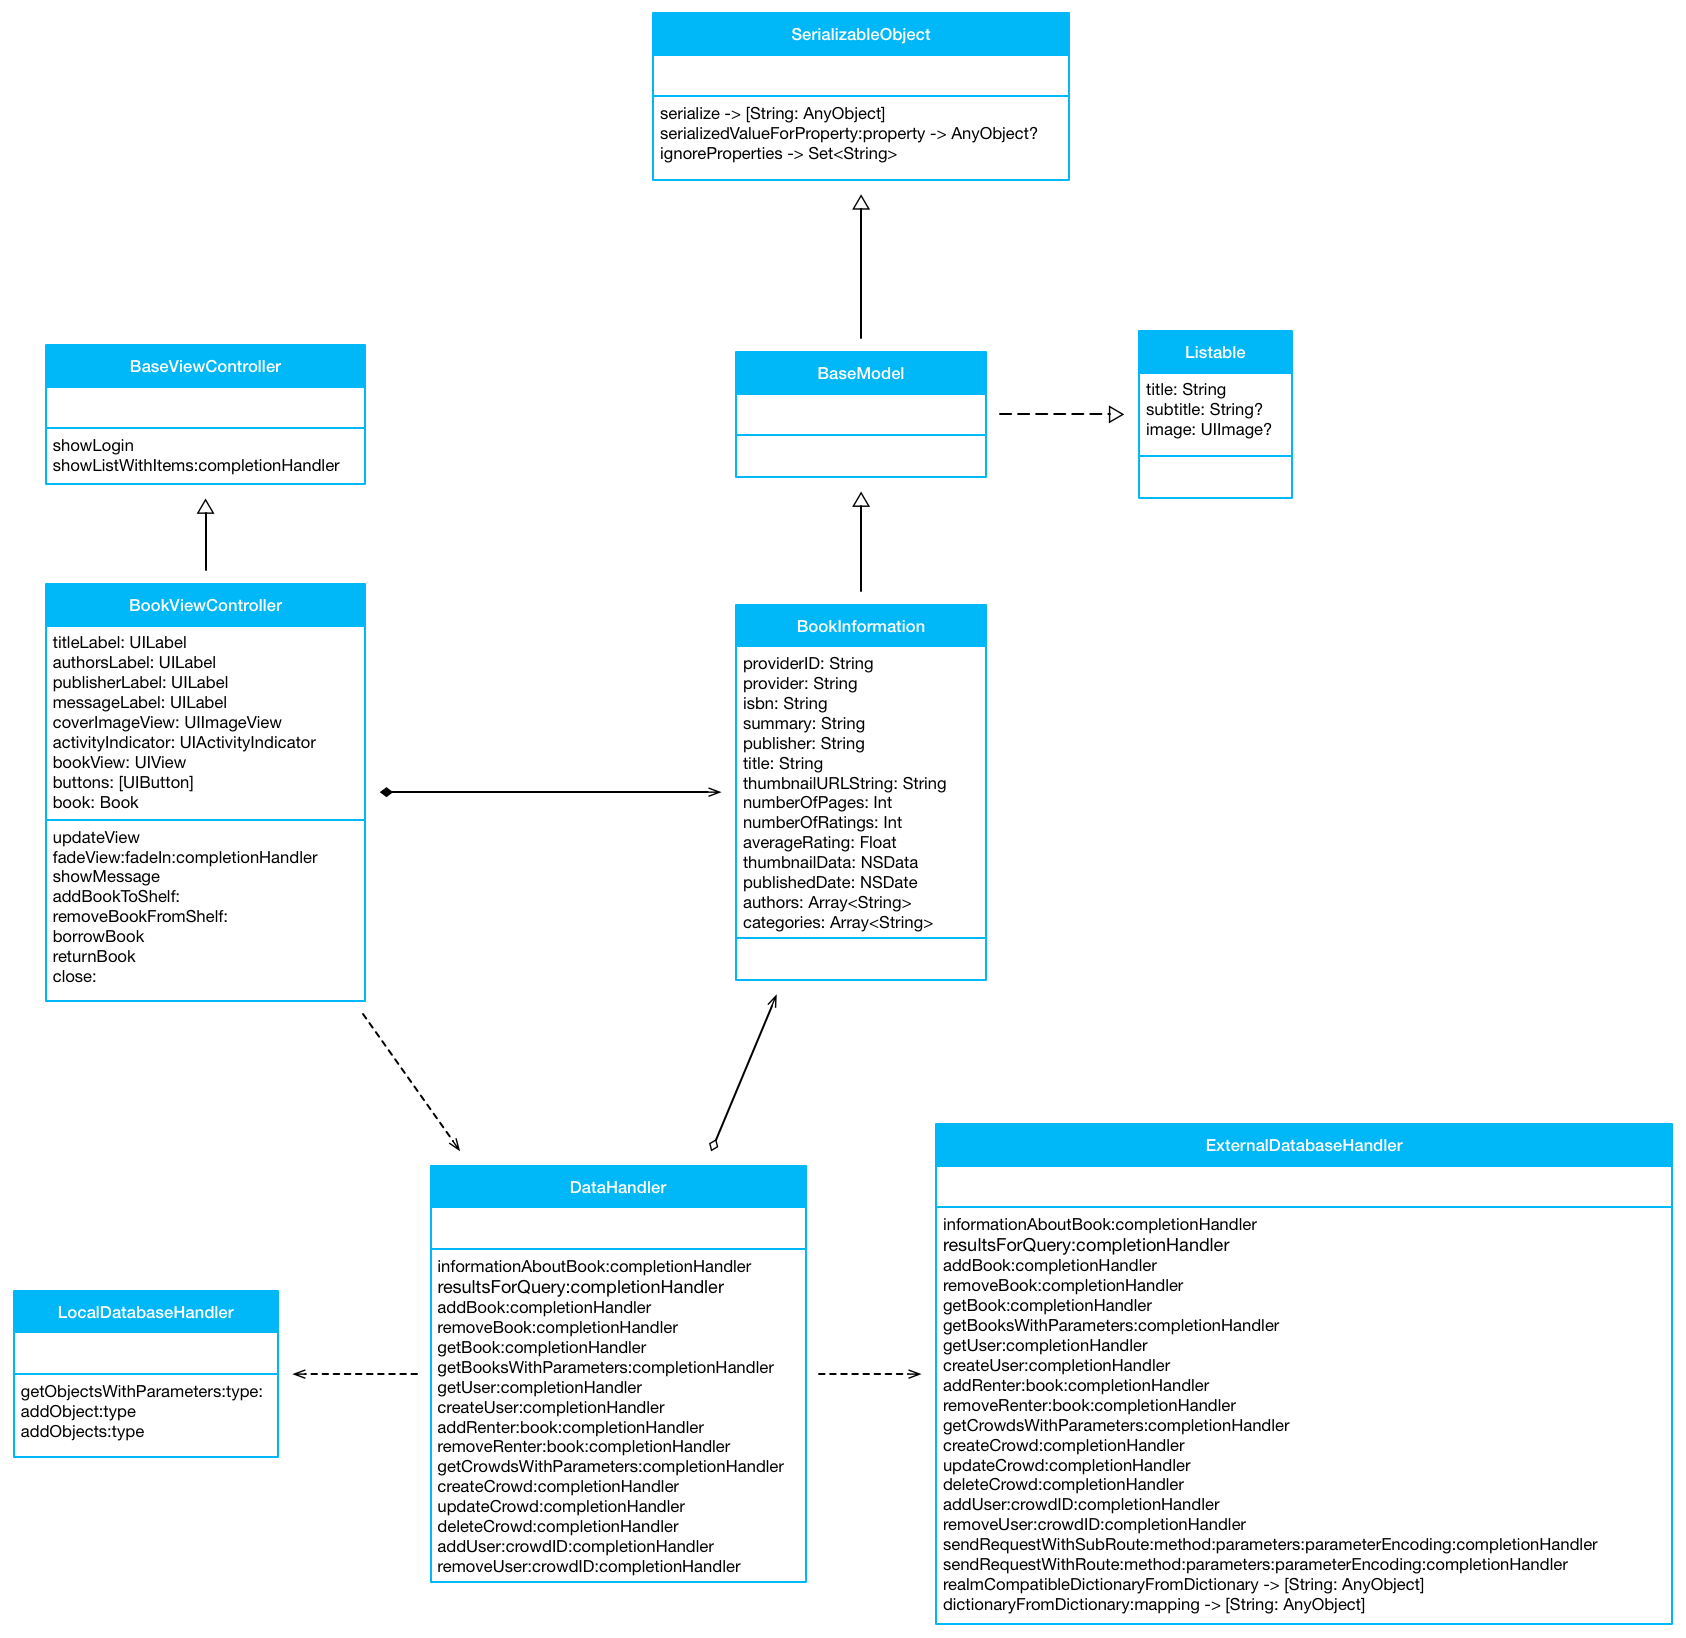 SerializableObject
serialize -> [String: AnyObject]
serializedValueForProperty:property -> AnyObject?
ignoreProperties -> Set<String>
BaseViewController
showLogin
showListWithItems:completionHandler
BaseModel
Listable
title: String
subtitle: String?
image: UIImage?
BookViewController
titleLabel: UILabel
authorsLabel: UILabel
publisherLabel: UILabel
messageLabel: UILabel
coverImageView: UIImageView
activityIndicator: UIActivityIndicator
bookView: UIView
buttons: [UIButton]
book: Book
updateView
fadeView:fadeIn:completionHandler
showMessage
addBookToShelf:
removeBookFromShelf:
borrowBook
returnBook
close:
BookInformation
providerID: String
provider: String
isbn: String
summary: String
publisher: String
title: String
thumbnailURLString: String
numberOfPages: Int
numberOfRatings: Int
averageRating: Float
thumbnailData: NSData
publishedDate: NSDate
authors: Array<String>
categories: Array<String>
LocalDatabaseHandler
getObjectsWithParameters:type:
addObject:type
addObjects:type
DataHandler
informationAboutBook:completionHandler
resultsForQuery:completionHandler
addBook:completionHandler
removeBook:completionHandler
getBook:completionHandler
getBooksWithParameters:completionHandler
getUser:completionHandler
createUser:completionHandler
addRenter:book:completionHandler
removeRenter:book:completionHandler
getCrowdsWithParameters:completionHandler
createCrowd:completionHandler
updateCrowd:completionHandler
deleteCrowd:completionHandler
addUser:crowdID:completionHandler
removeUser:crowdID:completionHandler
ExternalDatabaseHandler
informationAboutBook:completionHandler
resultsForQuery:completionHandler
addBook:completionHandler
removeBook:completionHandler
getBook:completionHandler
getBooksWithParameters:completionHandler
getUser:completionHandler
createUser:completionHandler
addRenter:book:completionHandler
removeRenter:book:completionHandler
getCrowdsWithParameters:completionHandler
createCrowd:completionHandler
updateCrowd:completionHandler
deleteCrowd:completionHandler
addUser:crowdID:completionHandler
removeUser:crowdID:completionHandler
sendRequestWithSubRoute:method:parameters:parameterEncoding:completionHandler
sendRequestWithRoute:method:parameters:parameterEncoding:completionHandler
realmCompatibleDictionaryFromDictionary -> [String: AnyObject]
dictionaryFromDictionary:mapping -> [String: AnyObject]